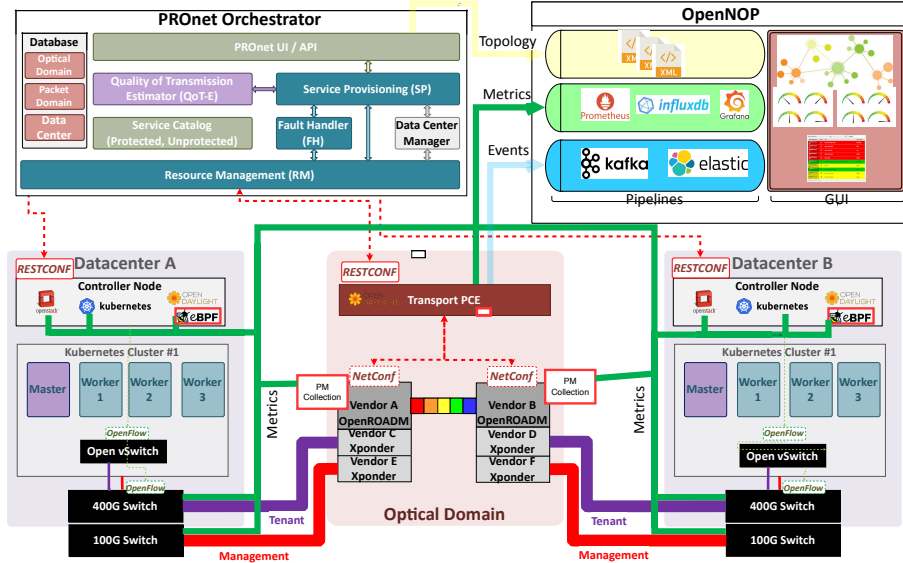 PROnet Orchestrator
Database
Optical
Domain
Packet
Domain
Data
Center
PROnet UI / API
Quality of Transmission
Estimator (QoT-E)
Service Provisioning (SP)
Service Catalog
(Protected, Unprotected)
Fault Handler
(FH)
Data Center
Manager
Resource Management (RM)
OpenNOP
Topology
Metrics
Events
XML
XML
XML
Prometheus
influxdb
Grafana
kafka
elastic
Pipelines
GUI
Datacenter A
RESTCONF
Controller Node
openstack
kubernetes
OPEN
DAYLIGHT
eBPF
Kubernetes Cluster #1
Master
Worker
1
Worker
2
Worker
3
OpenFlow
Open vSwitch
OpenFlow
400G Switch
100G Switch
Metrics
Tenant
Management
RESTCONF
Transport PCE
NetConf
NetConf
PM
Collection
PM
Collection
Vendor A
OpenROADM
Vendor C
Xponder
Vendor E
Xponder
Vendor B
OpenROADM
Vendor D
Xponder
Vendor F
Xponder
Optical Domain
Metrics
Tenant
Management
Datacenter B
RESTCONF
Controller Node
openstack
kubernetes
OPEN
DAYLIGHT
eBPF
Kubernetes Cluster #1
Master
Worker
1
Worker
2
Worker
3
OpenFlow
Open vSwitch
OpenFlow
400G Switch
100G Switch